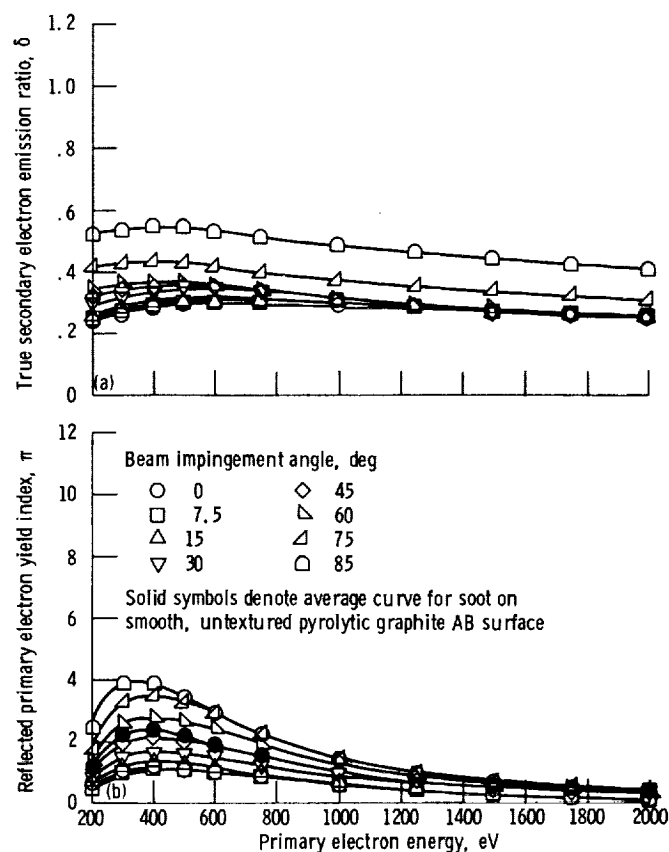 True secondary electron emission ratio, δ
1.2
1.0
.8
.6
.4
.2
0
(a)
Reflected primary electron yield index, π
12
10
8
6
4
2
0
(b)
Beam impingement angle, deg
0 45
7.5 60
15 75
30 85
Solid symbols denote average curve for soot on
smooth, untextured pyrolytic graphite AB surface
200 400 600 800 1000 1200 1400 1600 1800 2000
Primary electron energy, eV